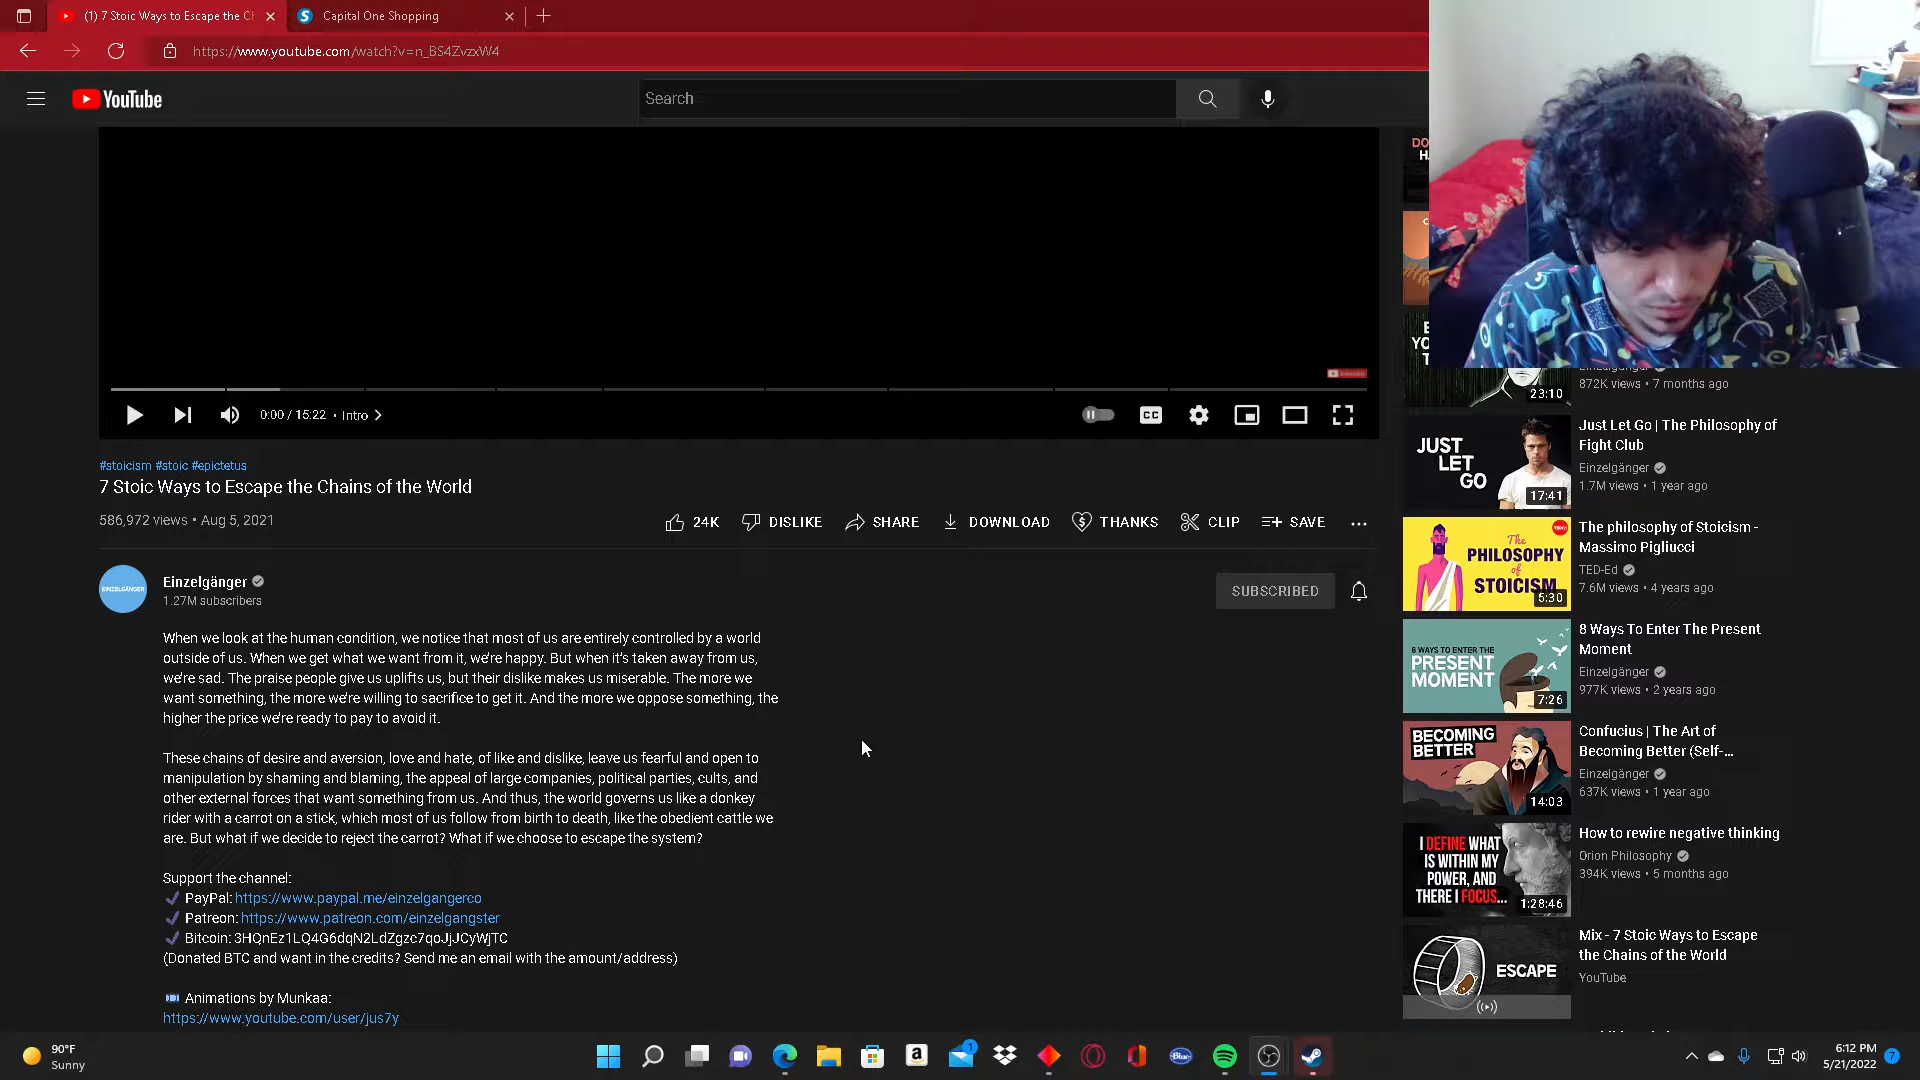 (1) 7 Stoic Ways to Escape the Ch
Capital One Shopping
https://www.youtube.com/watch?v=n_BS4ZvzxW4
YouTube
Search
0:00 / 15:22 • Intro
CC
#stoicism #stoic #epictetus
7 Stoic Ways to Escape the Chains of the World
586,972 views • Aug 5, 2021
24K DISLIKE SHARE DOWNLOAD THANKS CLIP SAVE
EINZELGÄNGER
Einzelgänger
1.27M subscribers
SUBSCRIBED
When we look at the human condition, we notice that most of us are entirely controlled by a world
outside of us. When we get what we want from it, we're happy. But when it's taken away from us,
we're sad. The praise people give us uplifts us, but their dislike makes us miserable. The more we
want something, the more we're willing to sacrifice to get it. And the more we oppose something, the
higher the price we're ready to pay to avoid it.
These chains of desire and aversion, love and hate, of like and dislike, leave us fearful and open to
manipulation by shaming and blaming, the appeal of large companies, political parties, cults, and
other external forces that want something from us. And thus, the world governs us like a donkey
rider with a carrot on a stick, which most of us follow from birth to death, like the obedient cattle we
are. But what if we decide to reject the carrot? What if we choose to escape the system?
Support the channel:
PayPal: https://www.paypal.me/einzelgangerco
Patreon: https://www.patreon.com/einzelgangster
Bitcoin: 3HQnEz1LQ4G6dqN2LdZgzc7qoJjJCyWjTC
(Donated BTC and want in the credits? Send me an email with the amount/address)
Animations by Munkaa:
https://www.youtube.com/user/jus7y
23:10
872K views • 7 months ago
JUST
LET
GO
17:41
Just Let Go | The Philosophy of
Fight Club
Einzelgänger
1.7M views • 1 year ago
The
PHILOSOPHY
of
STOICISM
5:30
The philosophy of Stoicism -
Massimo Pigliucci
TED-Ed
7.6M views • 4 years ago
8 WAYS TO ENTER THE
PRESENT
MOMENT
7:26
8 Ways To Enter The Present
Moment
Einzelgänger
977K views • 2 years ago
BECOMING
BETTER
14:03
Confucius | The Art of
Becoming Better (Self-...
Einzelgänger
637K views • 1 year ago
I DEFINE WHAT
IS WITHIN MY
POWER, AND
THERE I FOCUS...
1:28:46
How to rewire negative thinking
Orion Philosophy
394K views • 5 months ago
ESCAPE
Mix - 7 Stoic Ways to Escape
the Chains of the World
YouTube
90°F
Sunny
Blue
1
6:12 PM
5/21/2022
7